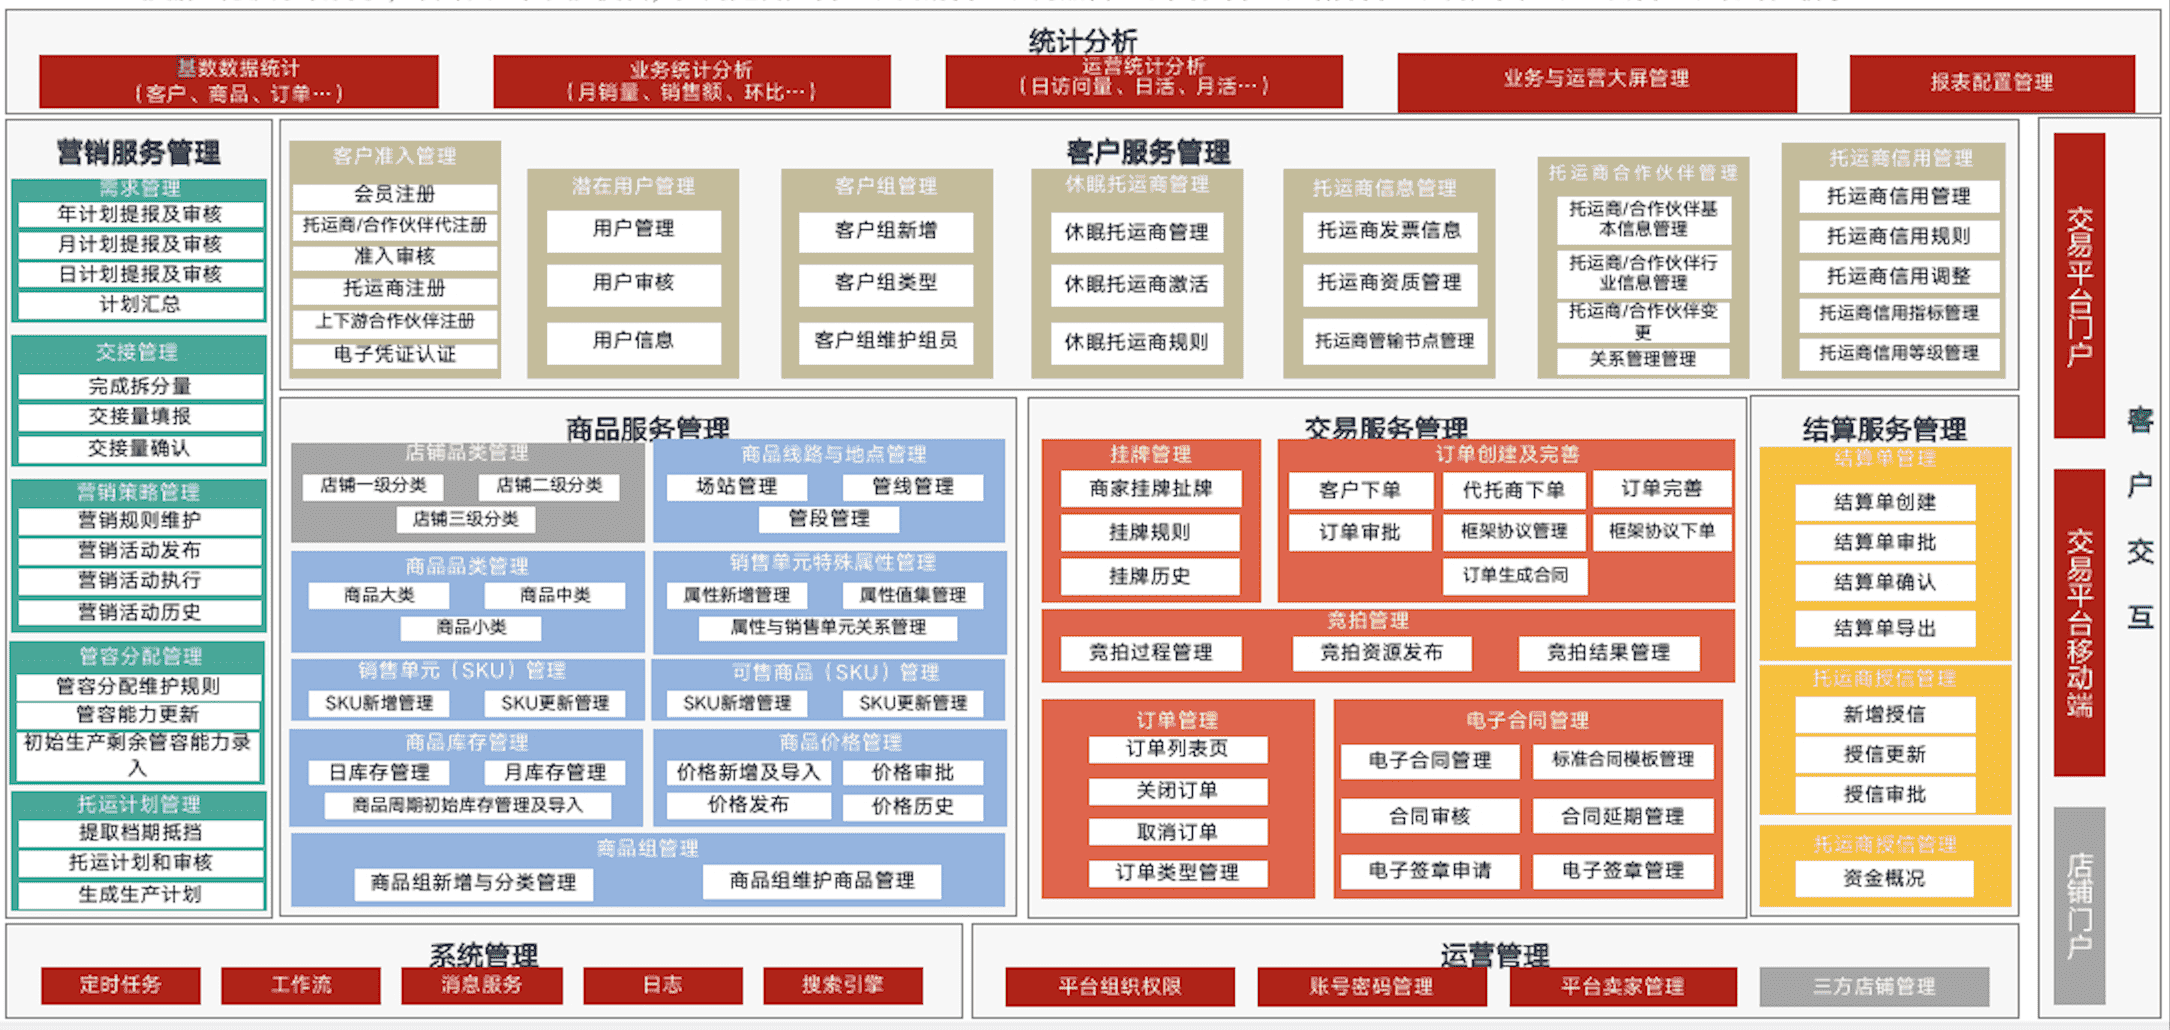 统计分析
基数数据统计
（客户、商品、订单…）
业务统计分析
（月销量、销售额、环比…）
运营统计分析
（日访问量、日活、月活…）
业务与运营大屏管理
报表配置管理
营销服务管理
需求管理
年计划提报及审核
月计划提报及审核
日计划提报及审核
计划汇总
交接管理
完成拆分量
交接量填报
交接量确认
营销策略管理
营销规则维护
营销活动发布
营销活动执行
营销活动历史
管容分配管理
管容分配维护规则
管容能力更新
初始生产剩余管容能力录
入
托运计划管理
提取档期抵挡
托运计划和审核
生成生产计划
客户服务管理
客户准入管理
会员注册
托运商/合作伙伴代注册
准入审核
托运商注册
上下游合作伙伴注册
电子凭证认证
潜在用户管理
用户管理
用户审核
用户信息
客户组管理
客户组新增
客户组类型
客户组维护组员
休眠托运商管理
休眠托运商管理
休眠托运商激活
休眠托运商规则
托运商信息管理
托运商发票信息
托运商资质管理
托运商管输节点管理
托运商合作伙伴管理
托运商/合作伙伴基
本信息管理
托运商/合作伙伴行
业信息管理
托运商/合作伙伴变
更
关系管理管理
托运商信用管理
托运商信用管理
托运商信用规则
托运商信用调整
托运商信用指标管理
托运商信用等级管理
商品服务管理
店铺品类管理
店铺一级分类
店铺二级分类
店铺三级分类
商品线路与地点管理
场站管理
管线管理
管段管理
商品品类管理
商品大类
商品中类
商品小类
销售单元特殊属性管理
属性新增管理
属性值集管理
属性与销售单元关系管理
销售单元（SKU）管理
SKU新增管理
SKU更新管理
可售商品（SKU）管理
SKU新增管理
SKU更新管理
商品库存管理
日库存管理
月库存管理
商品周期初始库存管理及导入
商品价格管理
价格新增及导入
价格审批
价格发布
价格历史
商品组管理
商品组新增与分类管理
商品组维护商品管理
交易服务管理
挂牌管理
商家挂牌扯牌
挂牌规则
挂牌历史
订单创建及完善
客户下单
代托商下单
订单完善
订单审批
框架协议管理
框架协议下单
订单生成合同
竞拍管理
竞拍过程管理
竞拍资源发布
竞拍结果管理
订单管理
订单列表页
关闭订单
取消订单
订单类型管理
电子合同管理
电子合同管理
标准合同模板管理
合同审核
合同延期管理
电子签章申请
电子签章管理
结算服务管理
结算单管理
结算单创建
结算单审批
结算单确认
结算单导出
托运商授信管理
新增授信
授信更新
授信审批
托运商授信管理
资金概况
交易平台门户
交易平台移动端
店铺门户
客户交互
系统管理
定时任务
工作流
消息服务
日志
搜索引擎
运营管理
平台组织权限
账号密码管理
平台卖家管理
三方店铺管理